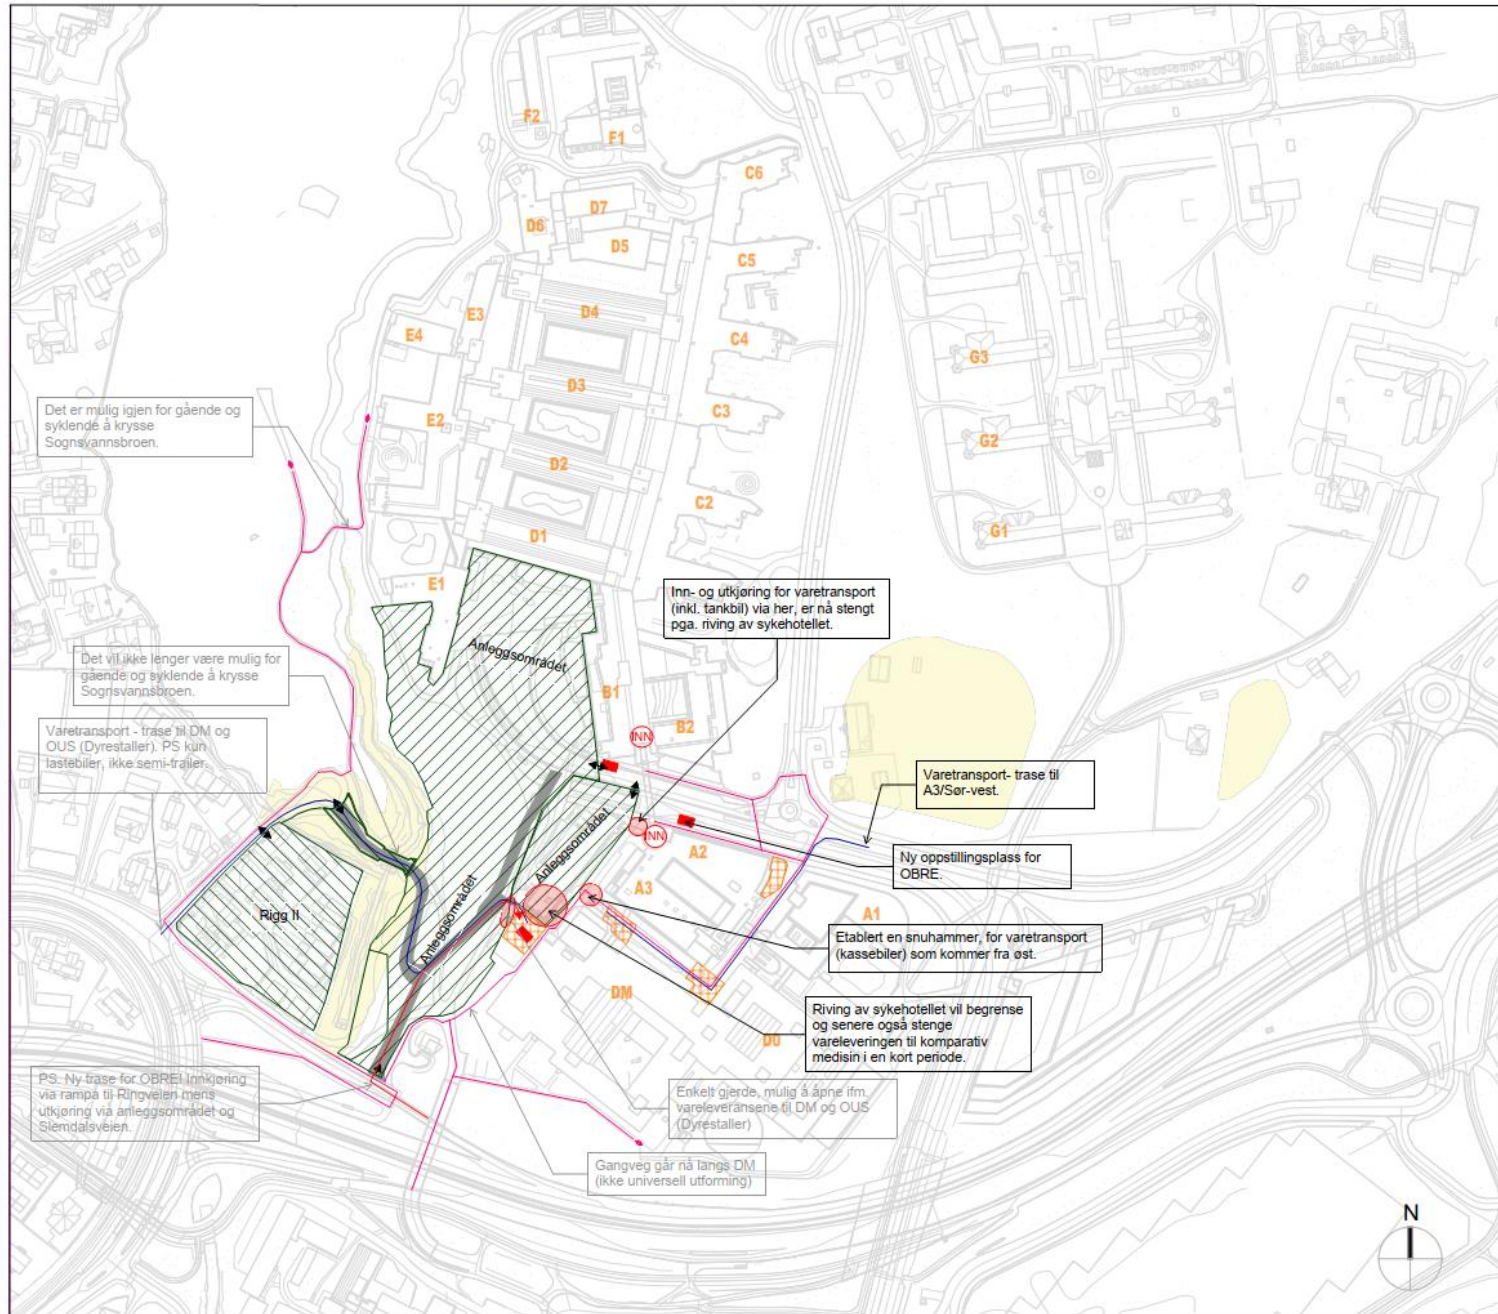 F2
F1
C6
D7
D6
D5
C5
E3
D4
E4
C4
G3
D3
Det er mulig igjen for gående og
syklende å krysse
Sognsvannsbroen.
E2
C3
G2
D2
C2
G1
D1
E1
Inn- og utkjøring for varetransport
(inkl. tankbil) via her, er nå stengt
pga. riving av sykehotellet.
Anleggsområdet
Det vil ikke lenger være mulig for
gående og syklende å krysse
Sognsvannsbroen.
B1
B2
INN
Varetransport - trase til DM og
OUS (Dyrestaller). PS kun
lastebiler, ikke semi-trailer.
Varetransport- trase til
A3/Sør-vest.
Anleggsområdet
INN
A2
Ny oppstillingsplass for
OBRE.
A3
Rigg II
Anleggsområdet
A1
Etablert en snuhammer, for varetransport
(kassebiler) som kommer fra øst.
DM
Riving av sykehotellet vil begrense
og senere også stenge
vareleveringen til komparativ
medisin i en kort periode.
D0
PS. Ny trase for OBRE! Innkjøring
via rampa til Ringveien mens
utkjøring via anleggsområdet og
Slemdalsveien.
Enkelt gjerde, mulig å åpne ifm.
vareleveransene til DM og OUS
(Dyrestaller)
Gangveg går nå langs DM
(ikke universell utforming)
N